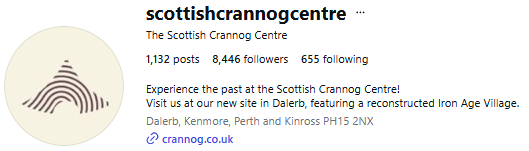 scottishcrannogcentre ...
The Scottish Crannog Centre
1,132 posts 8,446 followers 655 following
Experience the past at the Scottish Crannog Centre!
Visit us at our new site in Dalerb, featuring a reconstructed Iron Age Village.
Dalerb, Kenmore, Perth and Kinross PH15 2NX
crannog.co.uk